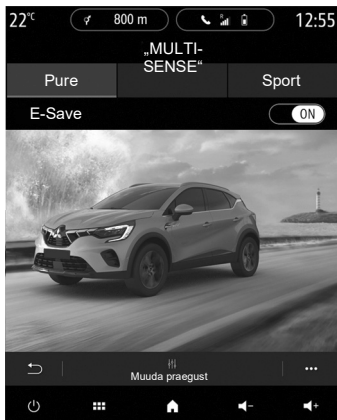 22°C
800 m
R
12:55
„MULTI-
SENSE“
Pure
Sport
E-Save
ON
Muuda praegust